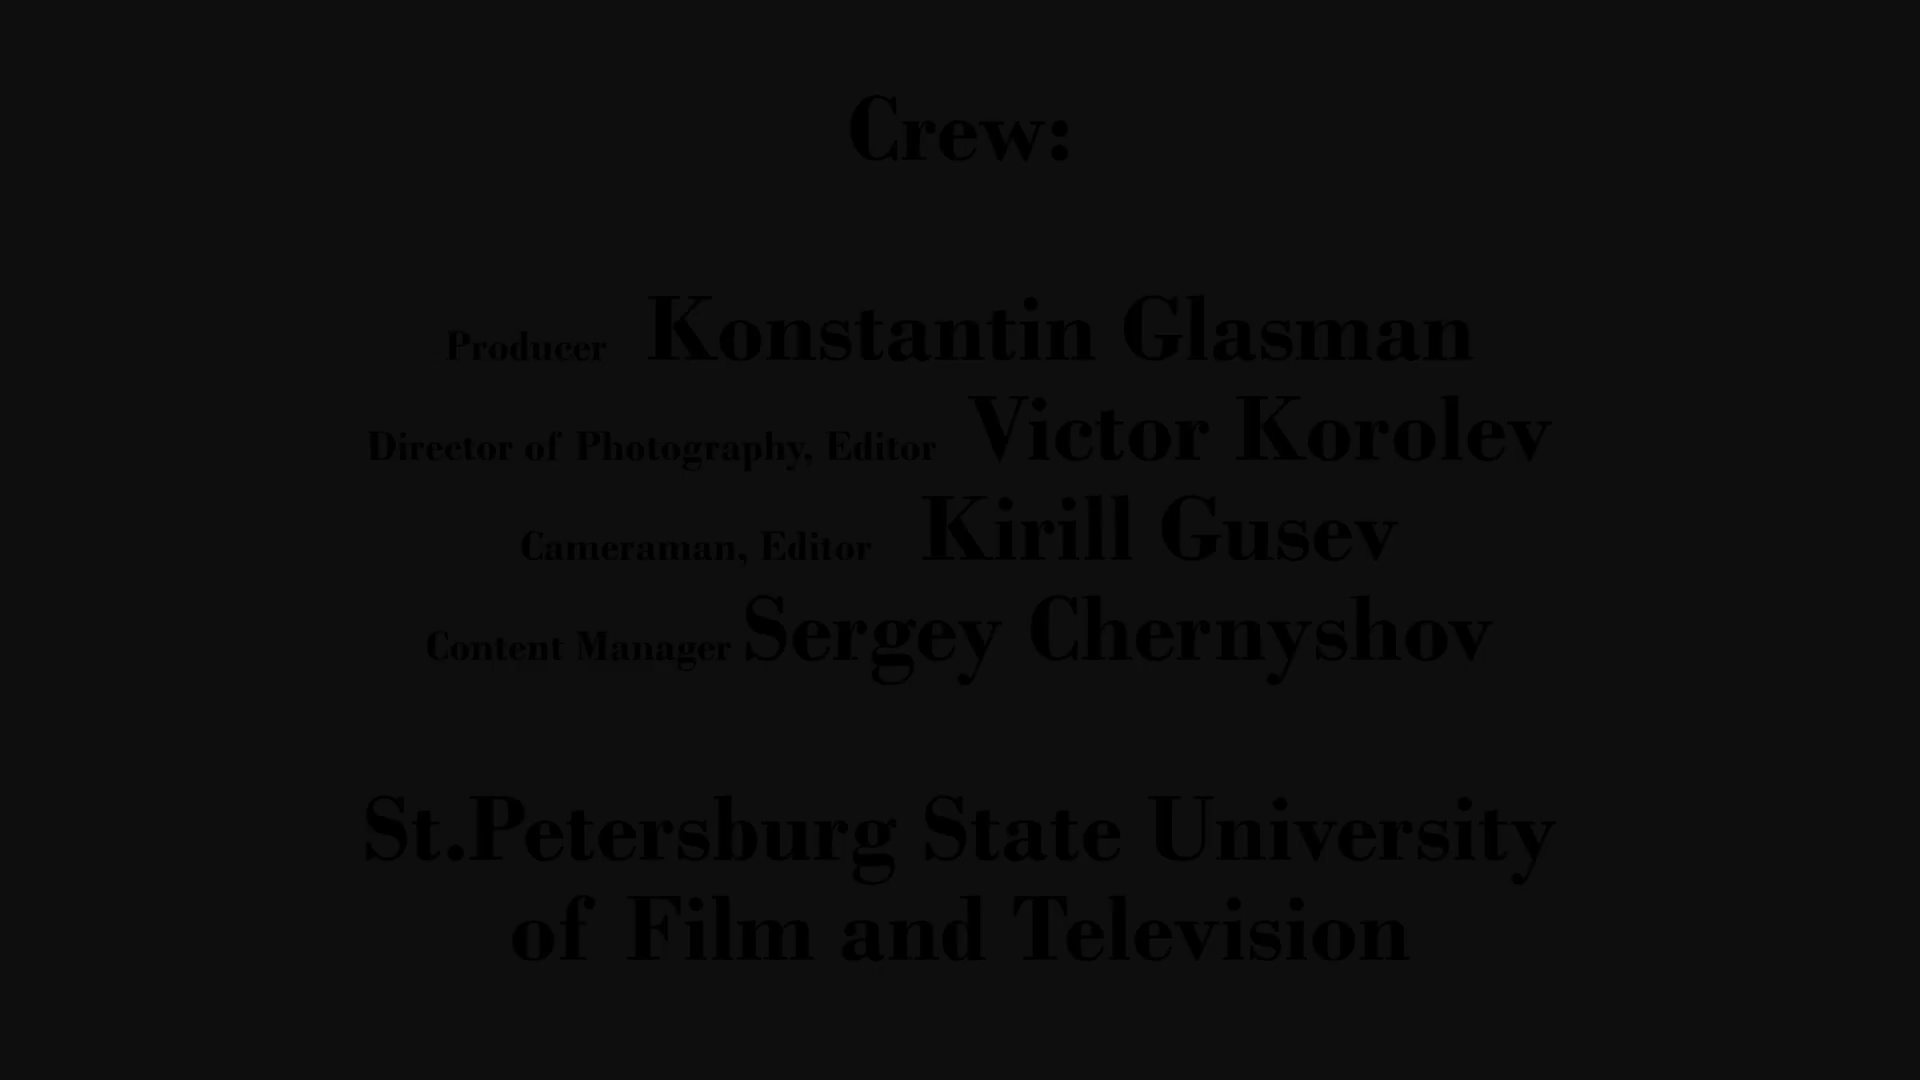 Crew:
Producer Konstantin Glasman
Director of Photography, Editor Victor Korolev
Cameraman, Editor Kirill Gusev
Content Manager Sergey Chernyshov
St.Petersburg State University
of Film and Television